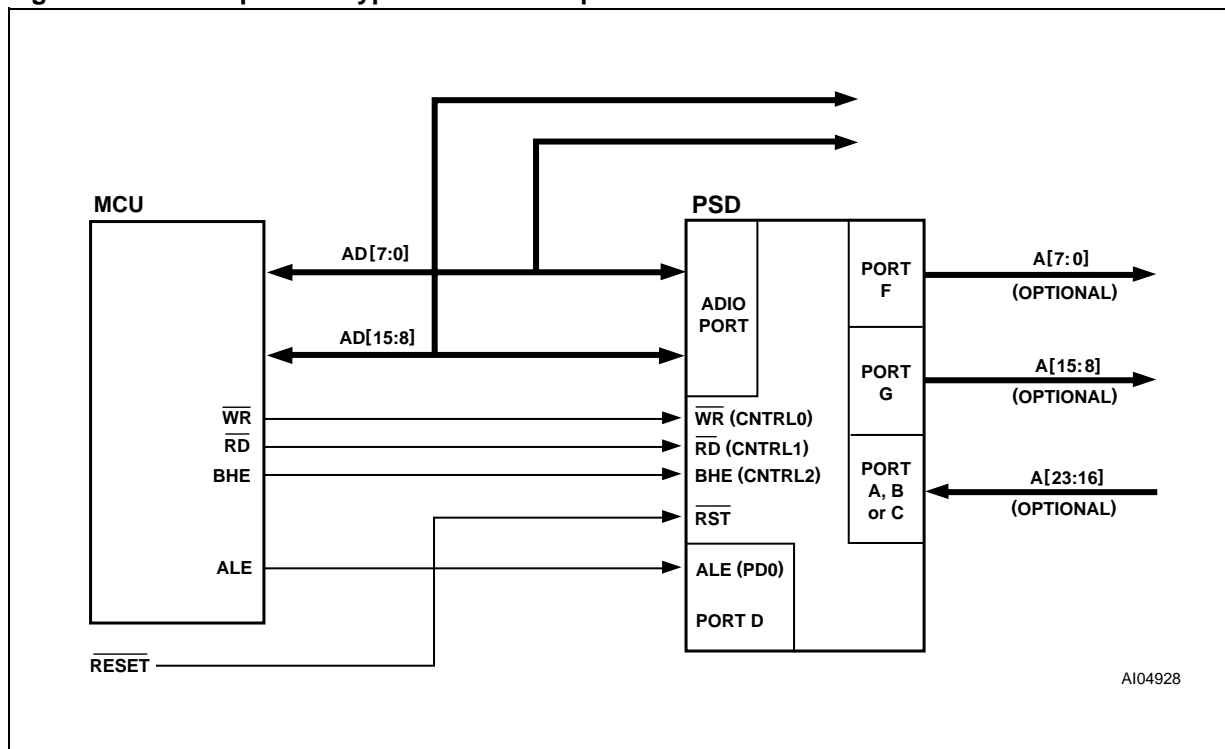 MCU
PSD
AD[7:0]
AD[15:8]
ADIO
PORT
PORT
F
A[7:0]
(OPTIONAL)
PORT
G
A[15:8]
(OPTIONAL)
PORT
A, B
or C
A[23:16]
(OPTIONAL)
WR
RD
BHE
ALE
WR (CNTRL0)
RD (CNTRL1)
BHE (CNTRL2)
RST
ALE (PD0)
PORT D
RESET
AI04928